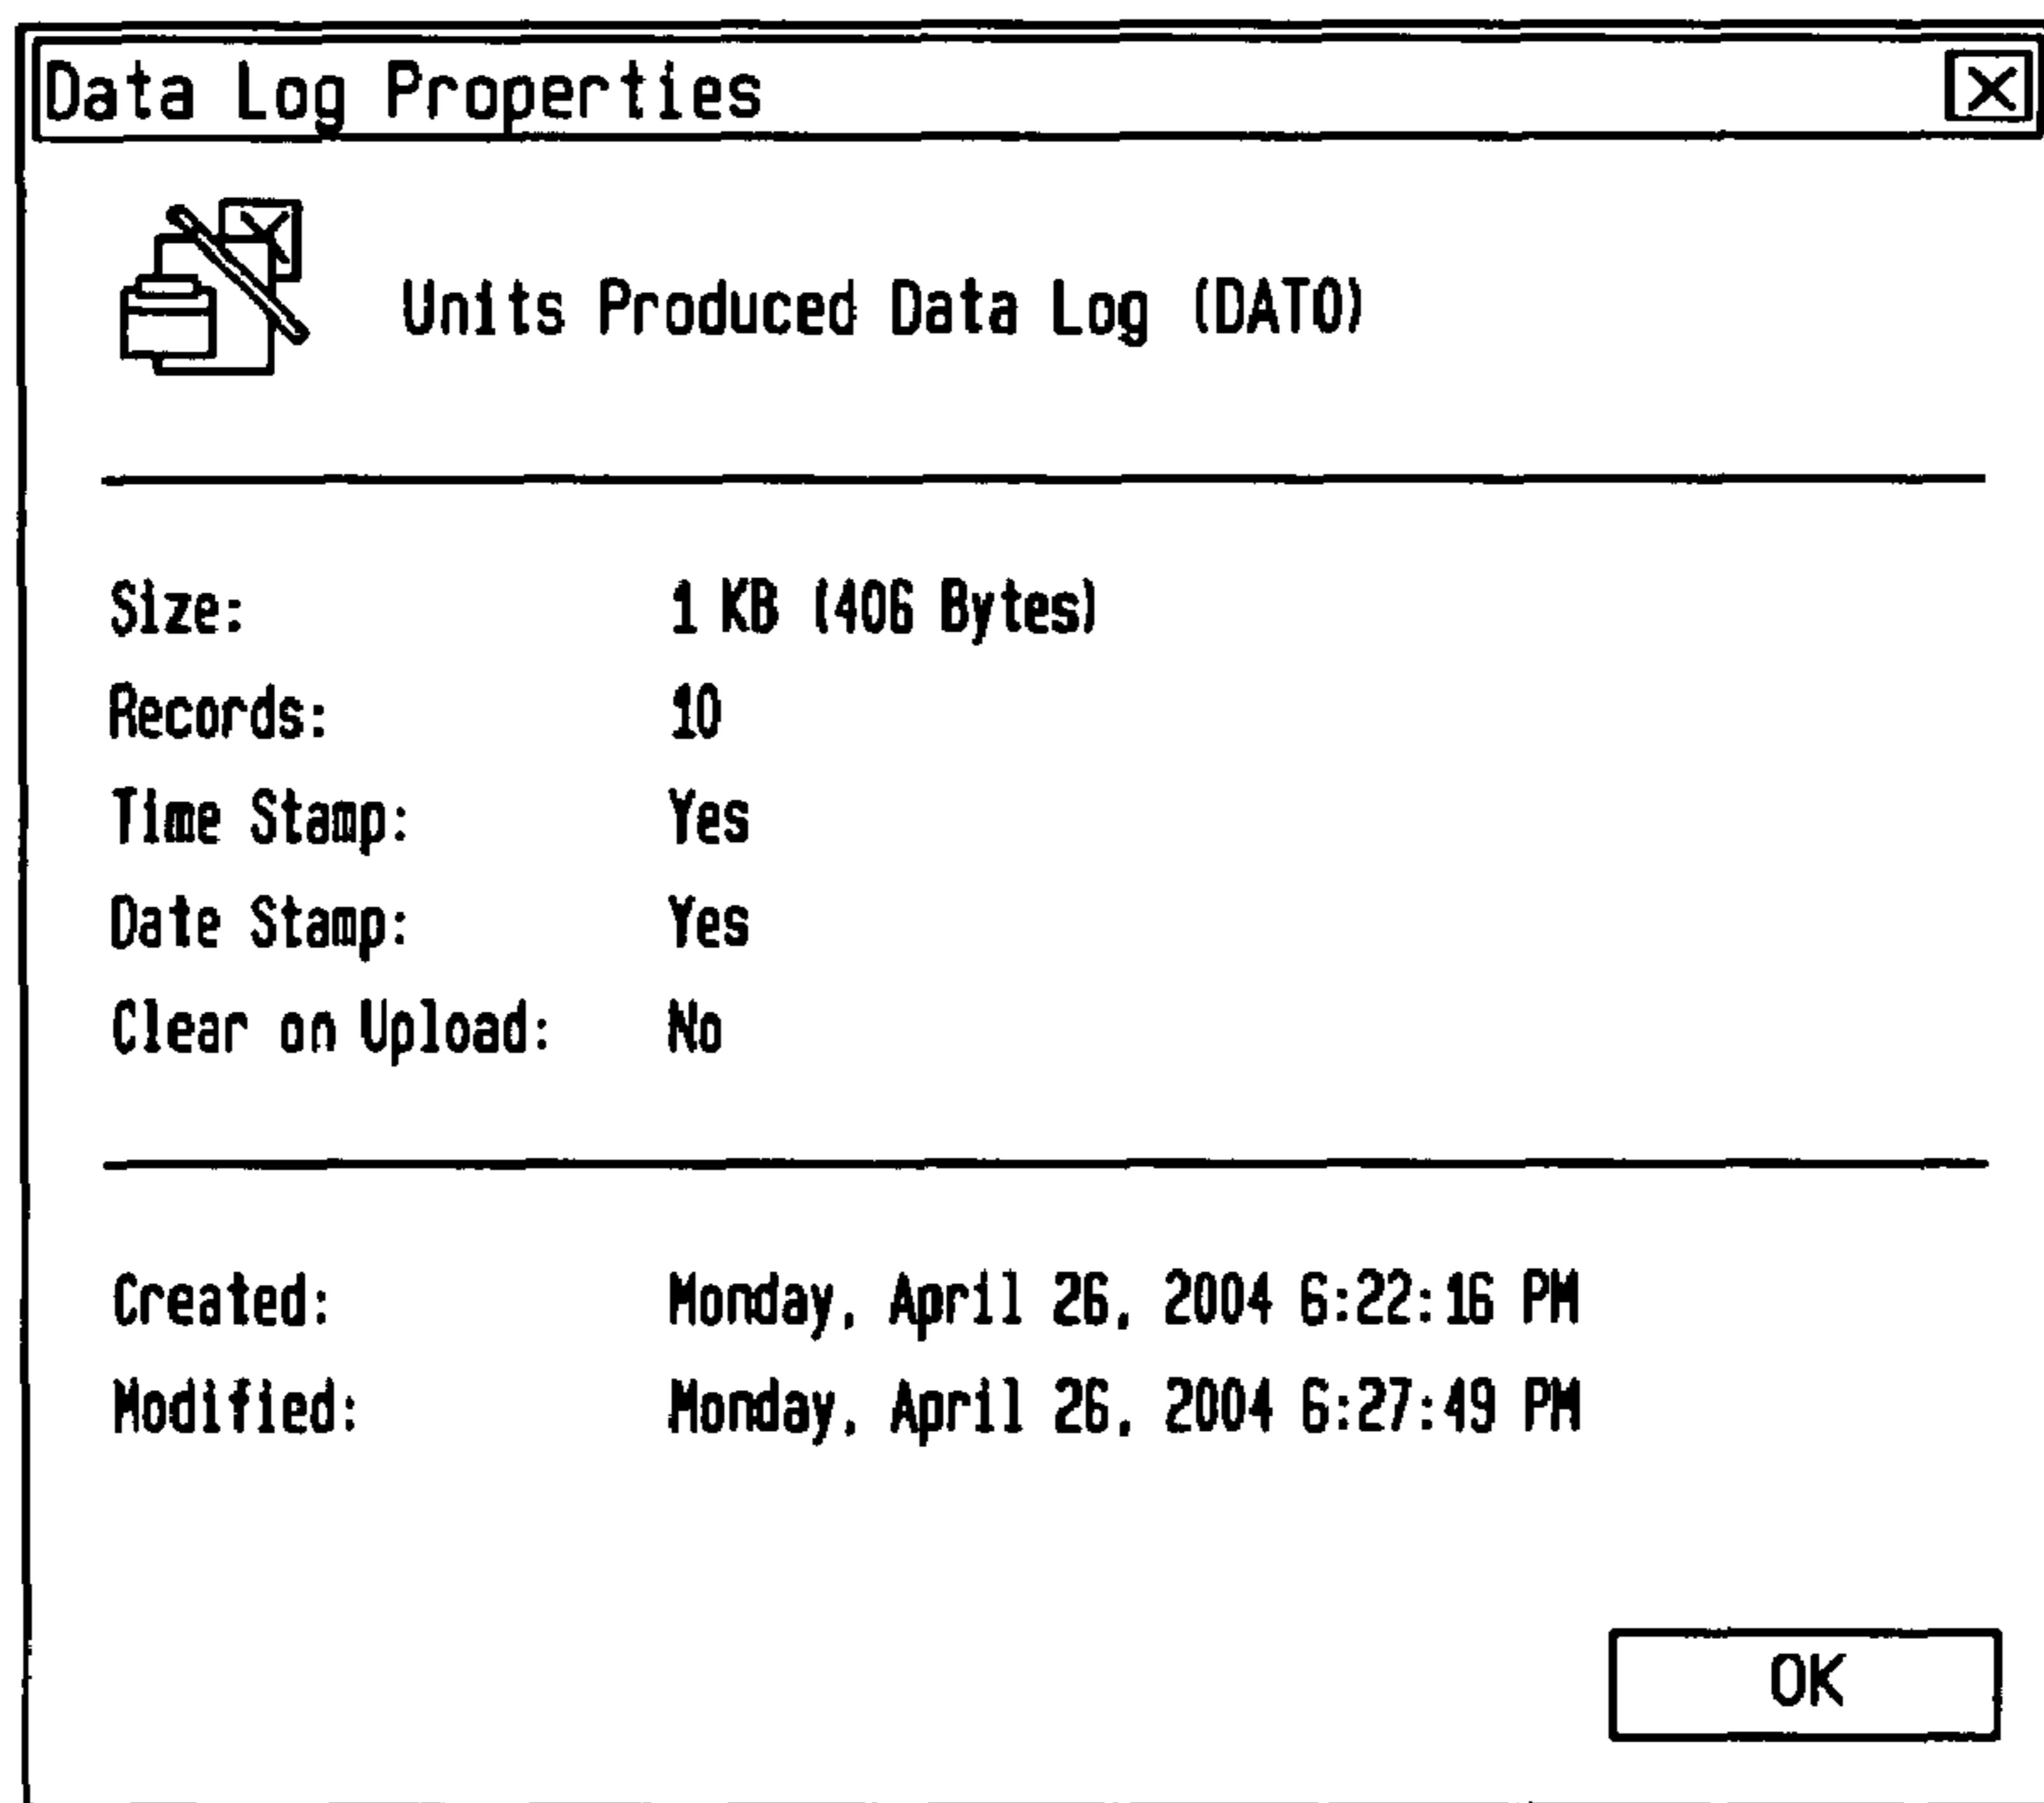 Data Log Properties
Units Produced Data Log (DAT0)
Size: 1 KB (406 Bytes)
Records: 10
Time Stamp: Yes
Date Stamp: Yes
Clear on Upload: No
Created: Monday, April 26, 2004 6:22:16 PM
Modified: Monday, April 26, 2004 6:27:49 PM
OK